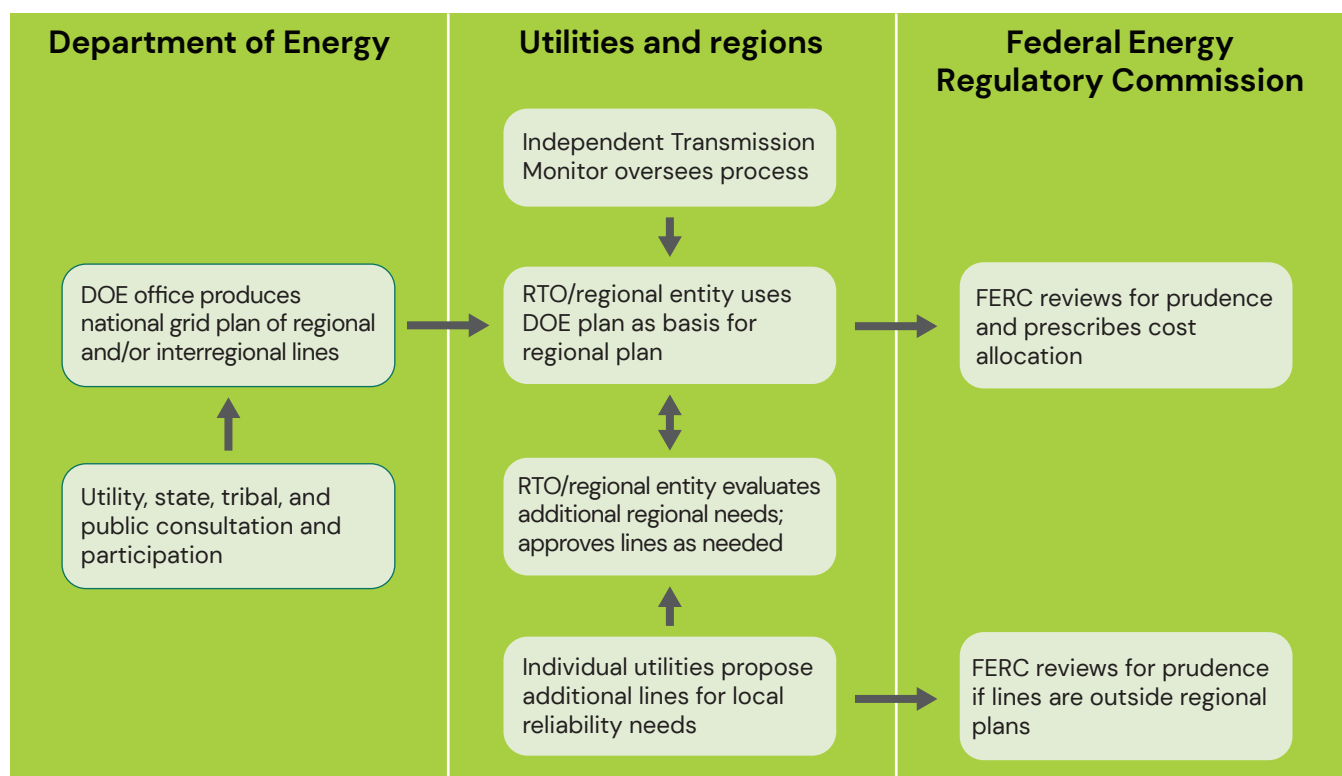 Department of Energy
Utilities and regions
Federal Energy
Regulatory Commission
Independent Transmission
Monitor oversees process
DOE office produces
national grid plan of regional
and/or interregional lines
RTO/regional entity uses
DOE plan as basis for
regional plan
FERC reviews for prudence
and prescribes cost
allocation
Utility, state, tribal, and
public consultation and
participation
RTO/regional entity evaluates
additional regional needs;
approves lines as needed
Individual utilities propose
additional lines for local
reliability needs
FERC reviews for prudence
if lines are outside regional
plans